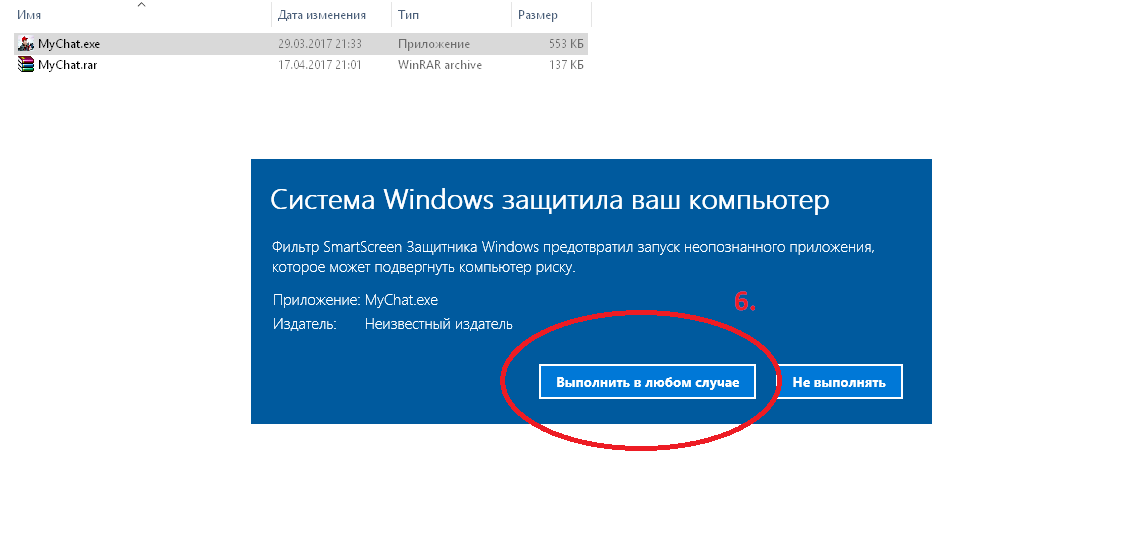 Имя Дата изменения Тип Размер
MyChat.exe 29.03.2017 21:33 Приложение 553 КБ
MyChat.rar 17.04.2017 21:01 WinRAR archive 137 КБ
Система Windows защитила ваш компьютер
Фильтр SmartScreen Защитника Windows предотвратил запуск неопознанного приложения,
которое может подвергнуть компьютер риску.
Приложение: MyChat.exe
Издатель: Неизвестный издатель
6.
Выполнить в любом случае Не выполнять